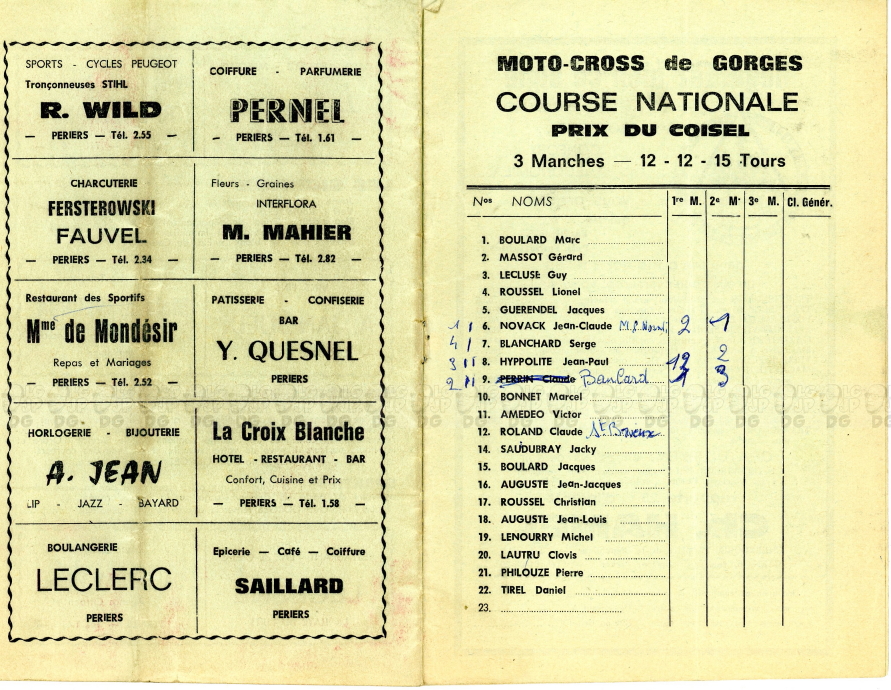 SPORTS - CYCLES PEUGEOT
Tronçonneuses STIHL
R. WILD
— PERIERS — Tél. 2.55 —
COIFFURE - PARFUMERIE
PERNEL
— PERIERS — Tél. 1.61 —
CHARCUTERIE
FERSTEROWSKI
FAUVEL
— PERIERS — Tél. 2.34 —
Fleurs - Graines
INTERFLORA
M. MAHIER
— PERIERS — Tél. 2.82 —
Restaurant des Sportifs
Mme de Mondésir
Repas et Mariages
— PERIERS — Tél. 2.52 —
PATISSERIE - CONFISERIE
BAR
Y. QUESNEL
PERIERS
HORLOGERIE - BIJOUTERIE
A. JEAN
LIP - JAZZ - BAYARD
La Croix Blanche
HOTEL - RESTAURANT - BAR
Confort, Cuisine et Prix
— PERIERS — Tél. 1.58 —
BOULANGERIE
LECLERC
PERIERS
Epicerie — Café — Coiffure
SAILLARD
PERIERS
MOTO-CROSS de GORGES
COURSE NATIONALE
PRIX DU COISEL
3 Manches — 12 - 12 - 15 Tours
Nos NOMS 1re M. 2e M. 3e M. Cl. Génér.
1. BOULARD Marc
2. MASSOT Gérard
3. LECLUSE Guy
4. ROUSSEL Lionel
5. GUERENDEL Jacques
6. NOVACK Jean-Claude 2 1
7. BLANCHARD Serge
8. HYPPOLITE Jean-Paul 12 2
9. PERRIN Claude 1 3
10. BONNET Marcel
11. AMEDEO Victor
12. ROLAND Claude
14. SAUDUBRAY Jacky
15. BOULARD Jacques
16. AUGUSTE Jean-Jacques
17. ROUSSEL Christian
18. AUGUSTE Jean-Louis
19. LENOURRY Michel
20. LAUTRU Clovis
21. PHILOUZE Pierre
22. TIREL Daniel
23.